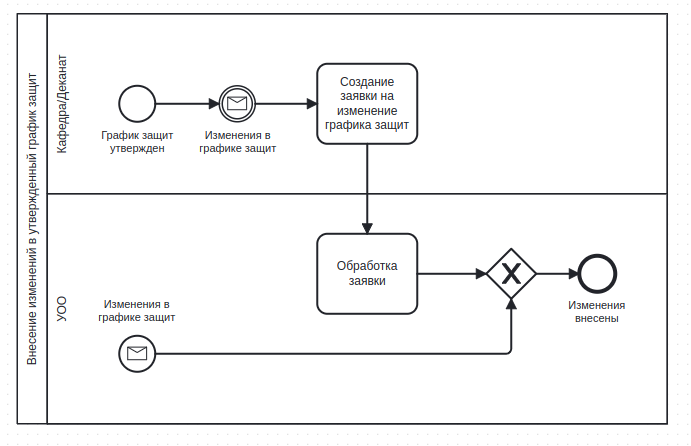 Внесение изменений в утвержденный график защит
Кафедра/Деканат
График защит
утвержден
Изменения в
графике защит
Создание
заявки на
изменение
графика защит
УОО
Обработка
заявки
Изменения
внесены
Изменения в
графике защит